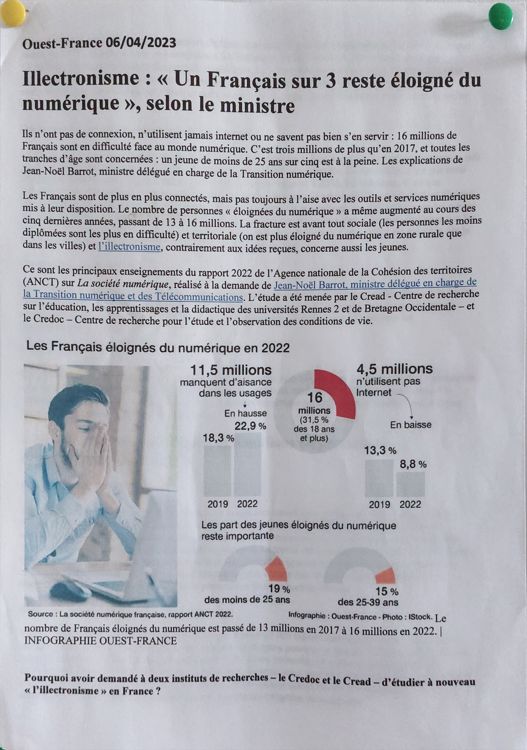 Ouest-France 06/04/2023
Illectronisme : « Un Français sur 3 reste éloigné du
numérique », selon le ministre
Ils n'ont pas de connexion, n'utilisent jamais internet ou ne savent pas bien s'en servir : 16 millions de
Français sont en difficulté face au monde numérique. C'est trois millions de plus qu'en 2017, et toutes les
tranches d'âge sont concernées : un jeune de moins de 25 ans sur cinq est à la peine. Les explications de
Jean-Noël Barrot, ministre délégué en charge de la Transition numérique.
Les Français sont de plus en plus connectés, mais pas toujours à l'aise avec les outils et services numériques
mis à leur disposition. Le nombre de personnes « éloignées du numérique » a même augmenté au cours des
cinq dernières années, passant de 13 à 16 millions. La fracture est avant tout sociale (les personnes les moins
diplômées sont les plus en difficulté) et territoriale (on est plus éloigné du numérique en zone rurale que
dans les villes) et l'illectronisme, contrairement aux idées reçues, concerne aussi les jeunes.
Ce sont les principaux enseignements du rapport 2022 de l'Agence nationale de la Cohésion des territoires
(ANCT) sur La société numérique, réalisé à la demande de Jean-Noël Barrot, ministre délégué en charge de
la Transition numérique et des Télécommunications. L'étude a été menée par le Cread - Centre de recherche
sur l'éducation, les apprentissages et la didactique des universités Rennes 2 et de Bretagne Occidentale – et
le Credoc – Centre de recherche pour l'étude et l'observation des conditions de vie.
Les Français éloignés du numérique en 2022
11,5 millions
manquent d'aisance
dans les usages
En hausse
22,9 %
18,3 %
2019 2022
16
millions
(31,5 %
des 18 ans
et plus)
4,5 millions
n'utilisent pas
Internet
En baisse
13,3 %
8,8 %
2019 2022
Les part des jeunes éloignés du numérique
reste importante
19 %
des moins de 25 ans
15 %
des 25-39 ans
Source : La société numérique française, rapport ANCT 2022.
Infographie : Ouest-France - Photo : IStock. Le
nombre de Français éloignés du numérique est passé de 13 millions en 2017 à 16 millions en 2022. |
INFOGRAPHIE OUEST-FRANCE
Pourquoi avoir demandé à deux instituts de recherches – le Credoc et le Cread – d'étudier à nouveau
« l'illectronisme » en France ?